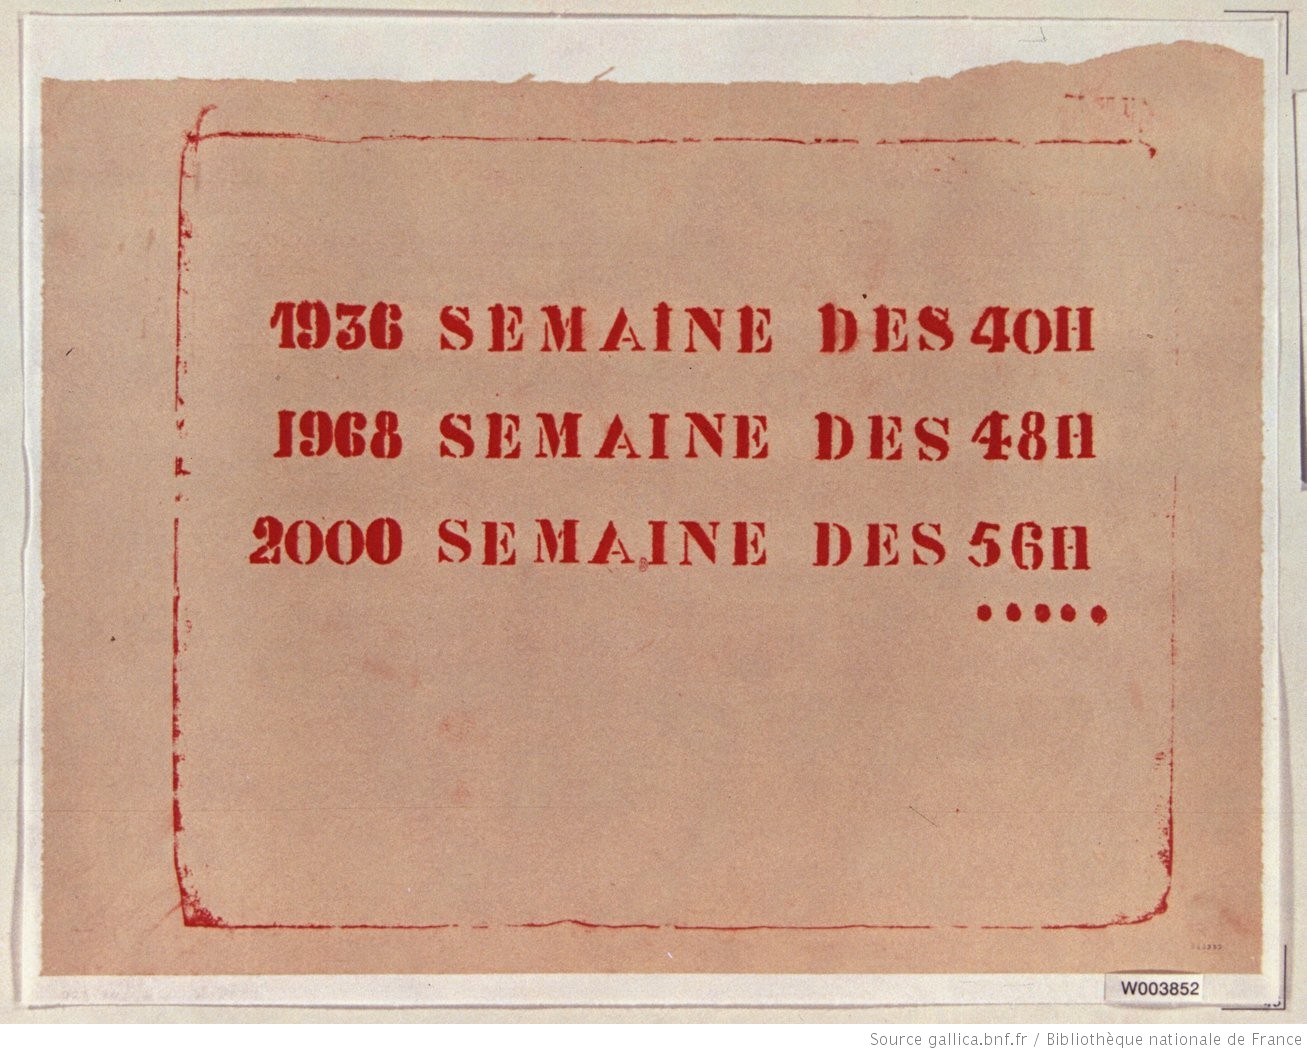 1936 SEMAINE DES 40H
1968 SEMAINE DES 48H
2000 SEMAINE DES 56H
•••••
W003852
Source gallica.bnf.fr / Bibliothèque nationale de France